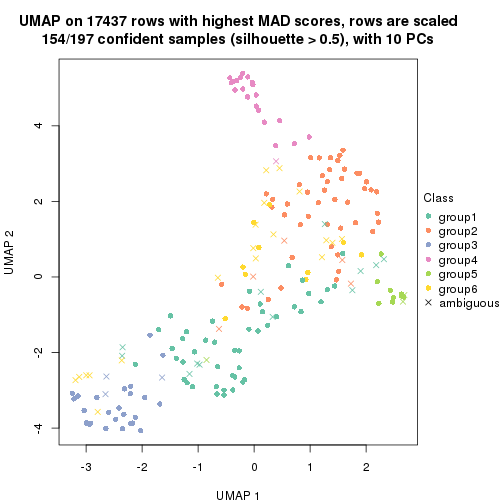 UMAP on 17437 rows with highest MAD scores, rows are scaled
154/197 confident samples (silhouette > 0.5), with 10 PCs
4
2
0
-2
-4
UMAP 2
-3 -2 -1 0 1 2
UMAP 1
Class
group1
group2
group3
group4
group5
group6
ambiguous